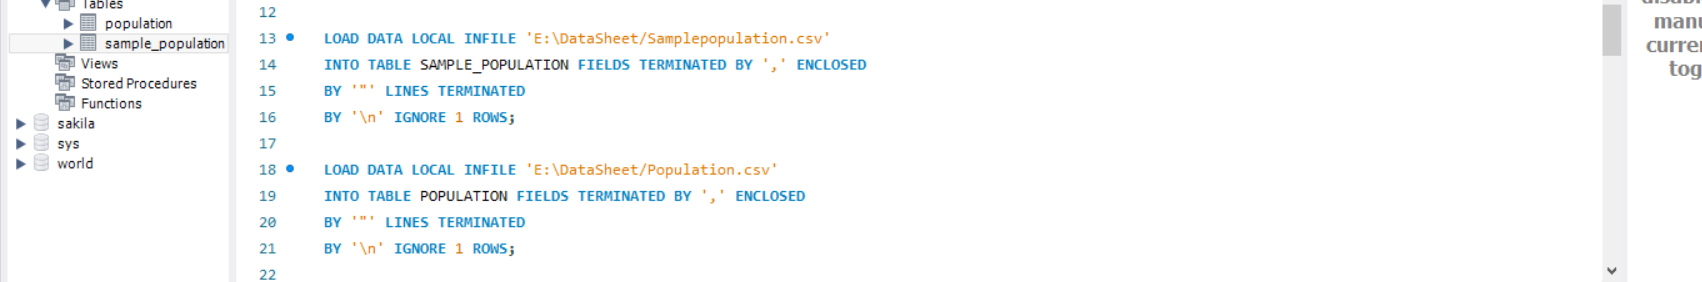 Tables
population
sample_population
Views
Stored Procedures
Functions
sakila
sys
world
12
13 LOAD DATA LOCAL INFILE 'E:\DataSheet/Samplepopulation.csv'
14 INTO TABLE SAMPLE_POPULATION FIELDS TERMINATED BY ',' ENCLOSED
15 BY '"' LINES TERMINATED
16 BY '\n' IGNORE 1 ROWS;
17
18 LOAD DATA LOCAL INFILE 'E:\DataSheet/Population.csv'
19 INTO TABLE POPULATION FIELDS TERMINATED BY ',' ENCLOSED
20 BY '"' LINES TERMINATED
21 BY '\n' IGNORE 1 ROWS;
22
manu
curre
tog